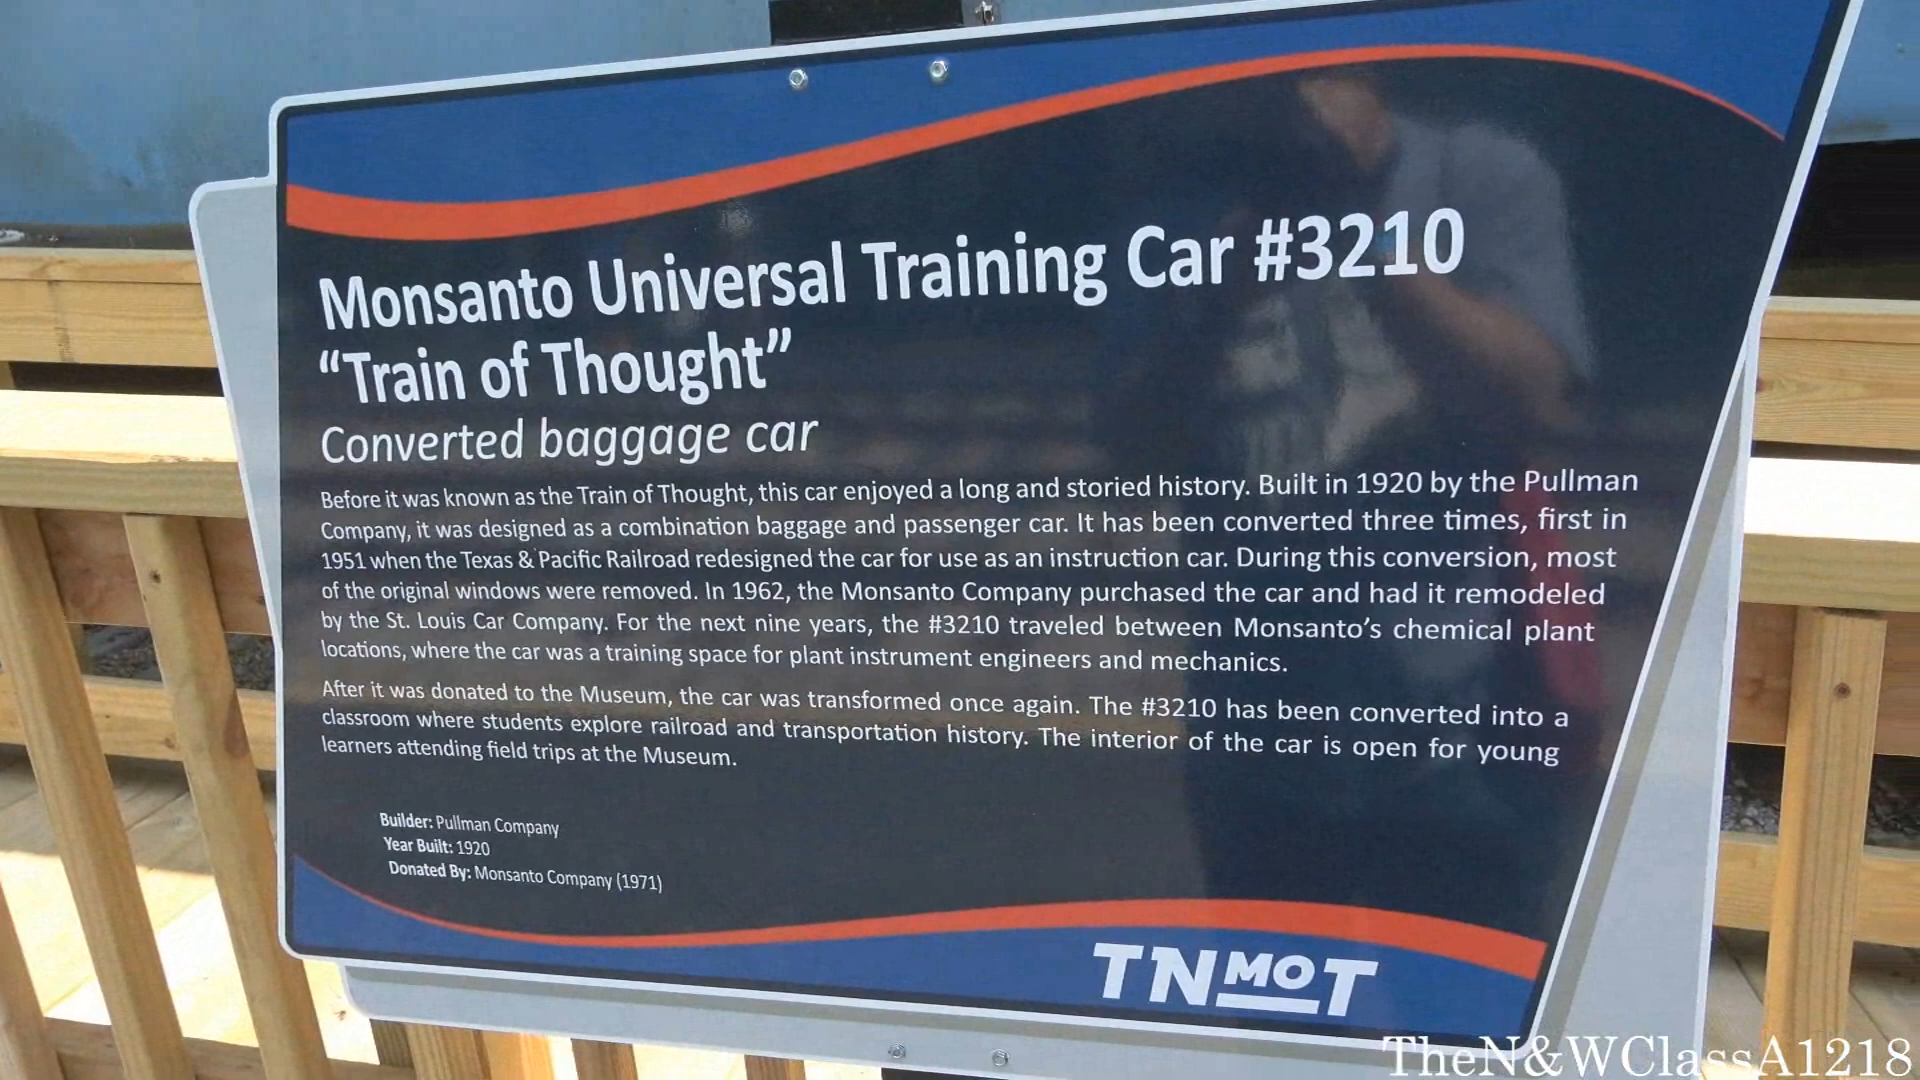 Monsanto Universal Training Car #3210
“Train of Thought”
Converted baggage car
Before it was known as the Train of Thought, this car enjoyed a long and storied history. Built in 1920 by the Pullman
Company, it was designed as a combination baggage and passenger car. It has been converted three times, first in
1951 when the Texas & Pacific Railroad redesigned the car for use as an instruction car. During this conversion, most
of the original windows were removed. In 1962, the Monsanto Company purchased the car and had it remodeled
by the St. Louis Car Company. For the next nine years, the #3210 traveled between Monsanto’s chemical plant
locations, where the car was a training space for plant instrument engineers and mechanics.
After it was donated to the Museum, the car was transformed once again. The #3210 has been converted into a
classroom where students explore railroad and transportation history. The interior of the car is open for young
learners attending field trips at the Museum.
Builder: Pullman Company
Year Built: 1920
Donated By: Monsanto Company (1971)
TNMOT
TheN&WClassA1218